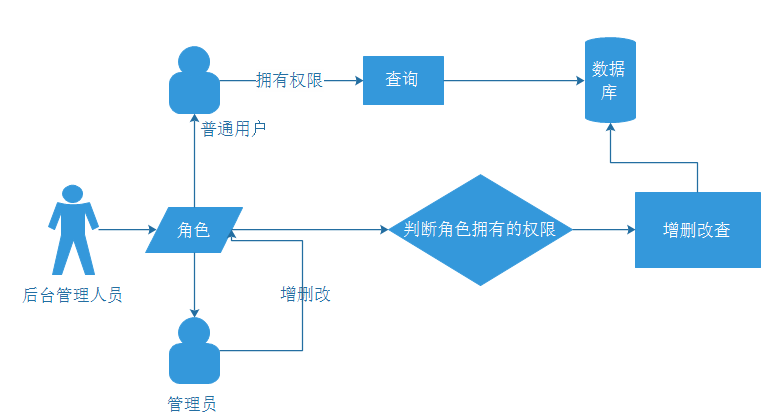 拥有权限
查询
数据
库
普通用户
角色
判断角色拥有的权限
增删改查
后台管理人员
增删改
管理员